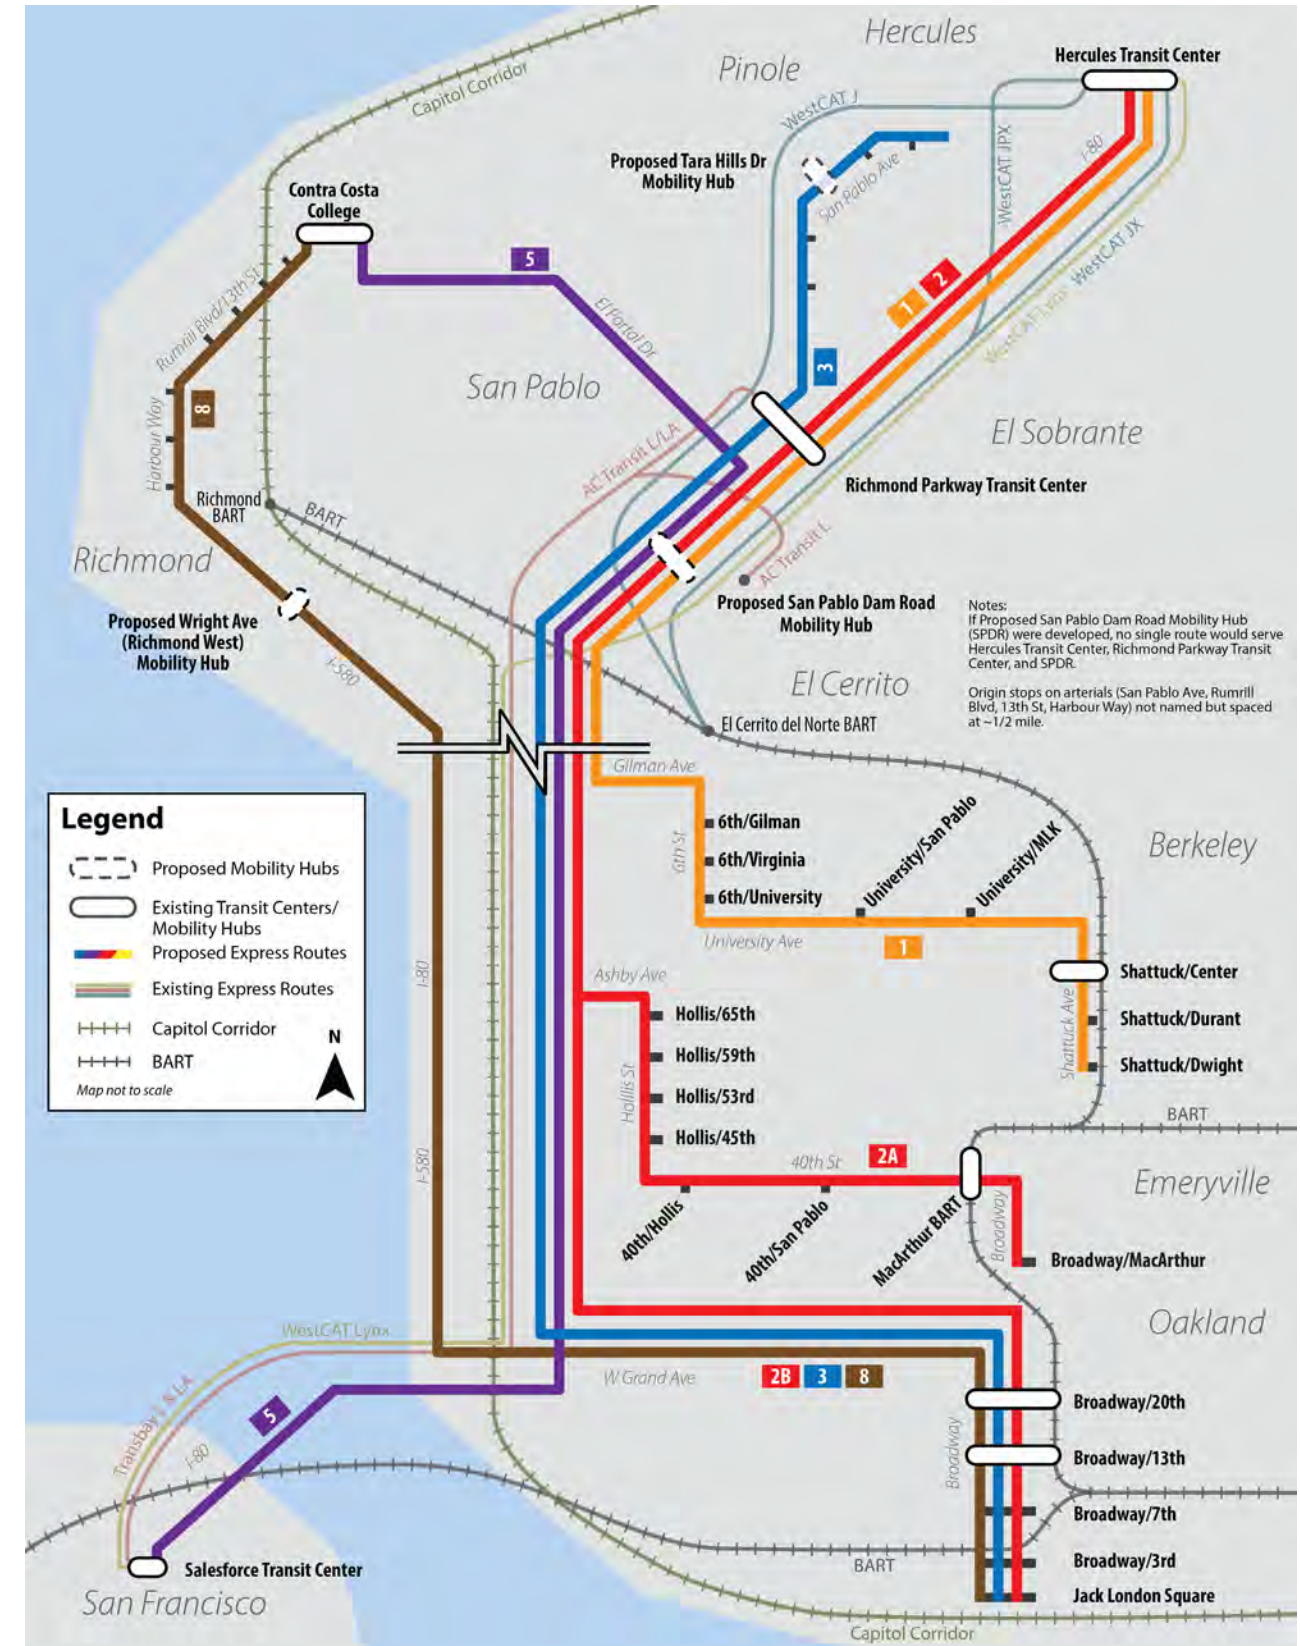 Hercules
Pinole
Hercules Transit Center
Capitol Corridor
WestCAT J
WestCAT JPX
I-80
Proposed Tara Hills Dr
Mobility Hub
San Pablo Ave
Contra Costa
College
5
El Portal Dr
Rumrill Blvd/13th St
1
2
WestCAT JX
WestCAT Lynx
3
San Pablo
8
Harbour Way
El Sobrante
AC Transit L/LA
Richmond Parkway Transit Center
Richmond
BART
BART
Richmond
AC Transit L
Proposed San Pablo Dam Road
Mobility Hub
Proposed Wright Ave
(Richmond West)
Mobility Hub
I-580
Notes:
If Proposed San Pablo Dam Road Mobility Hub
(SPDR) were developed, no single route would serve
Hercules Transit Center, Richmond Parkway Transit
Center, and SPDR.
Origin stops on arterials (San Pablo Ave, Rumrill
Blvd, 13th St, Harbour Way) not named but spaced
at ~1/2 mile.
El Cerrito
El Cerrito del Norte BART
Gilman Ave
Legend
Proposed Mobility Hubs
Existing Transit Centers/
Mobility Hubs
Proposed Express Routes
Existing Express Routes
Capitol Corridor
BART
Map not to scale
N
6th St
6th/Gilman
6th/Virginia
6th/University
University/San Pablo
University/MLK
Berkeley
University Ave
1
I-80
Ashby Ave
Shattuck/Center
Shattuck Ave
Shattuck/Durant
Shattuck/Dwight
Hollis/65th
Hollis/59th
Hollis St
Hollis/53rd
Hollis/45th
BART
I-580
40th St
2A
Emeryville
40th/Hollis
40th/San Pablo
MacArthur BART
Broadway
Broadway/MacArthur
Oakland
WestCAT Lynx
Transbay L & LA
W Grand Ave
2B
3
8
5
I-80
Broadway
Broadway/20th
Broadway/13th
Broadway/7th
BART
Broadway/3rd
Jack London Square
Salesforce Transit Center
San Francisco
Capitol Corridor